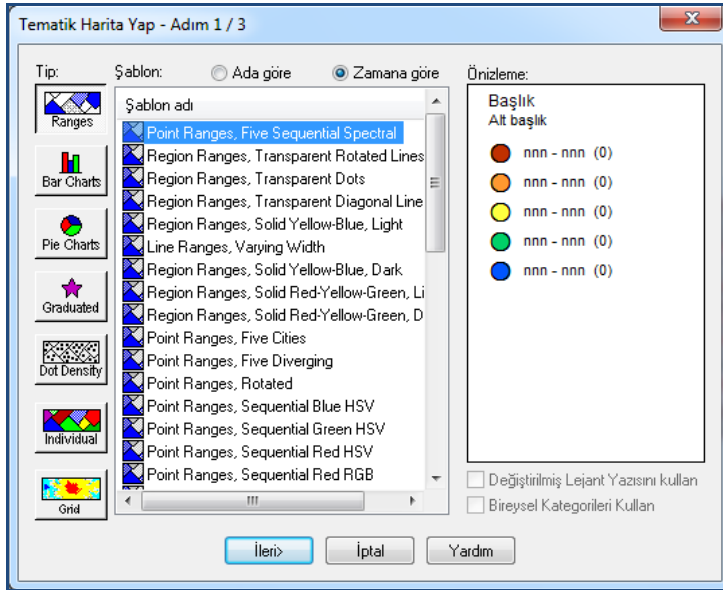 Tematik Harita Yap - Adım 1 / 3
Tip:
Şablon:
Ada göre
Zamana göre
Önizleme:
Ranges
Bar Charts
Pie Charts
Graduated
Dot Density
Individual
Grid
Şablon adı
Point Ranges, Five Sequential Spectral
Region Ranges, Transparent Rotated Lines
Region Ranges, Transparent Dots
Region Ranges, Transparent Diagonal Line
Region Ranges, Solid Yellow-Blue, Light
Line Ranges, Varying Width
Region Ranges, Solid Yellow-Blue, Dark
Region Ranges, Solid Red-Yellow-Green, Li
Region Ranges, Solid Red-Yellow-Green, D
Point Ranges, Five Cities
Point Ranges, Five Diverging
Point Ranges, Rotated
Point Ranges, Sequential Blue HSV
Point Ranges, Sequential Green HSV
Point Ranges, Sequential Red HSV
Point Ranges, Sequential Red RGB
Başlık
Alt başlık
nnn - nnn (0)
nnn - nnn (0)
nnn - nnn (0)
nnn - nnn (0)
nnn - nnn (0)
Değiştirilmiş Lejant Yazısını kullan
Bireysel Kategorileri Kullan
İleri>
İptal
Yardım